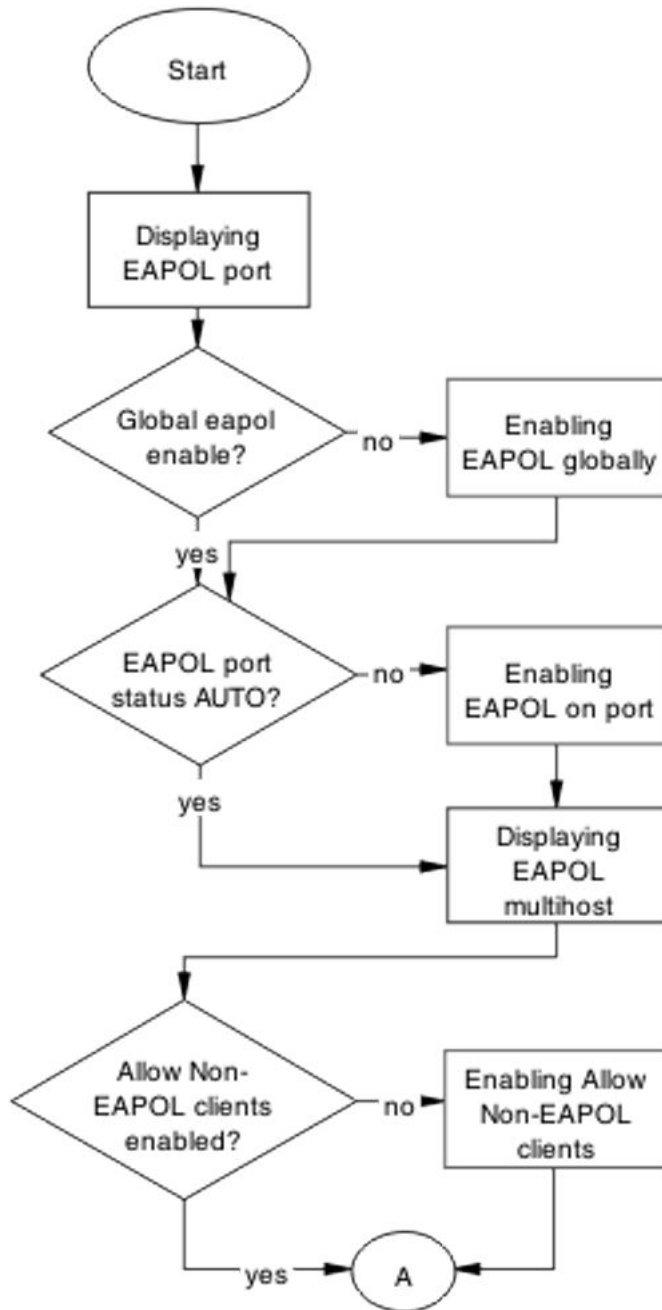 Start
Displaying
EAPOL port
Global eapol
enable?
no
Enabling
EAPOL globally
yes
EAPOL port
status AUTO?
no
Enabling
EAPOL on port
yes
Displaying
EAPOL
multihost
Allow Non-
EAPOL clients
enabled?
no
Enabling Allow
Non-EAPOL
clients
yes
A